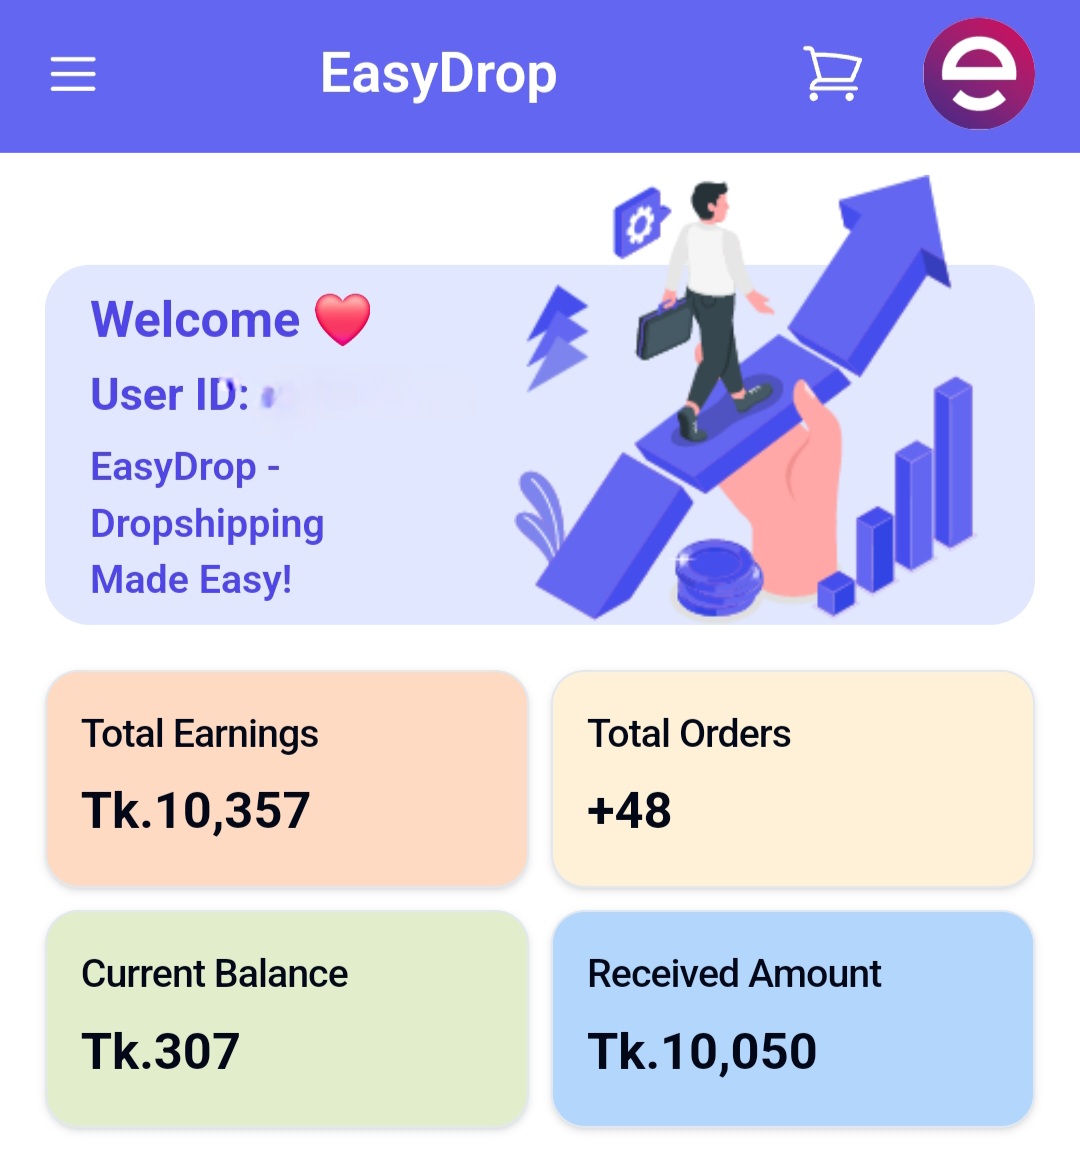 EasyDrop
Welcome ❤️
User ID:
EasyDrop -
Dropshipping
Made Easy!
Total Earnings
Tk.10,357
Total Orders
+48
Current Balance
Tk.307
Received Amount
Tk.10,050